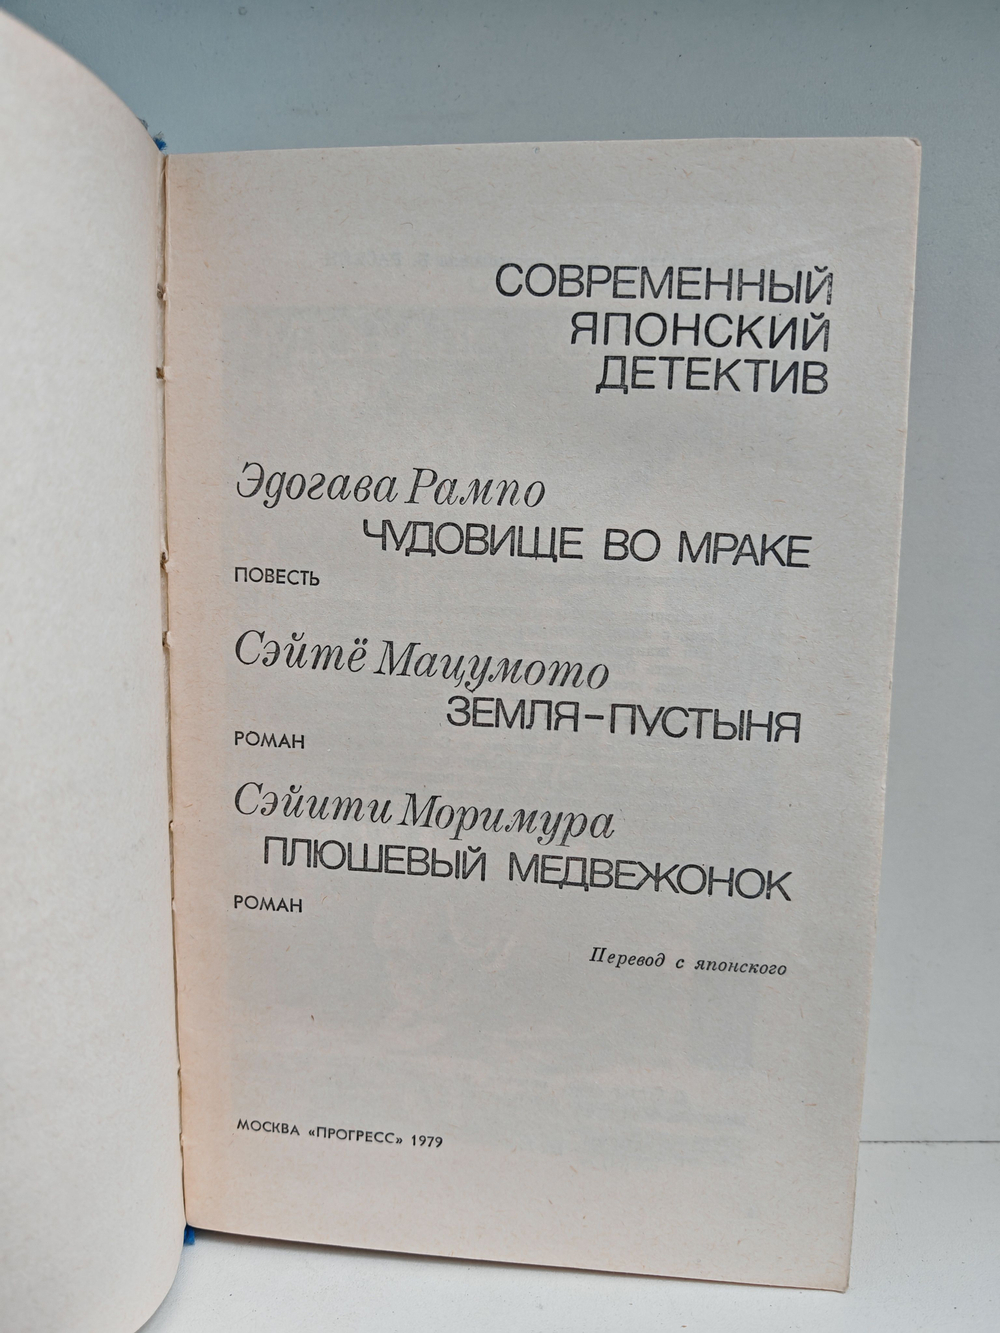 СОВРЕМЕННЫЙ
ЯПОНСКИЙ
ДЕТЕКТИВ
Эдогава Рампо
ЧУДОВИЩЕ ВО МРАКЕ
ПОВЕСТЬ
Сэйтё Мацумото
ЗЕМЛЯ-ПУСТЫНЯ
РОМАН
Сэйити Моримура
ПЛЮШЕВЫЙ МЕДВЕЖОНОК
РОМАН
Перевод с японского
МОСКВА «ПРОГРЕСС» 1979